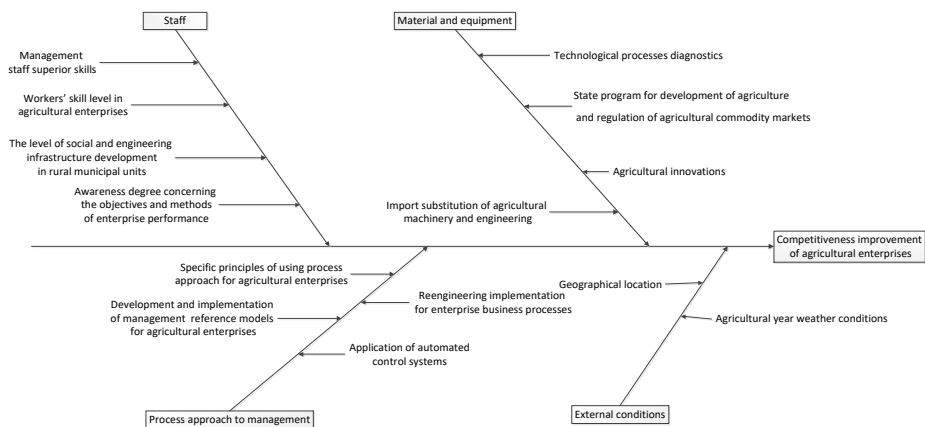 Staff
Material and equipment
Management
staff superior skills
Technological processes diagnostics
Workers’ skill level in
agricultural enterprises
State program for development of agriculture
and regulation of agricultural commodity markets
The level of social and engineering
infrastructure development
in rural municipal units
Agricultural innovations
Awareness degree concerning
the objectives and methods
of enterprise performance
Import substitution of agricultural
machinery and engineering
Competitiveness improvement
of agricultural enterprises
Specific principles of using process
approach for agricultural enterprises
Geographical location
Reengineering implementation
for enterprise business processes
Development and implementation
of management reference models
for agricultural enterprises
Agricultural year weather conditions
Application of automated
control systems
Process approach to management
External conditions